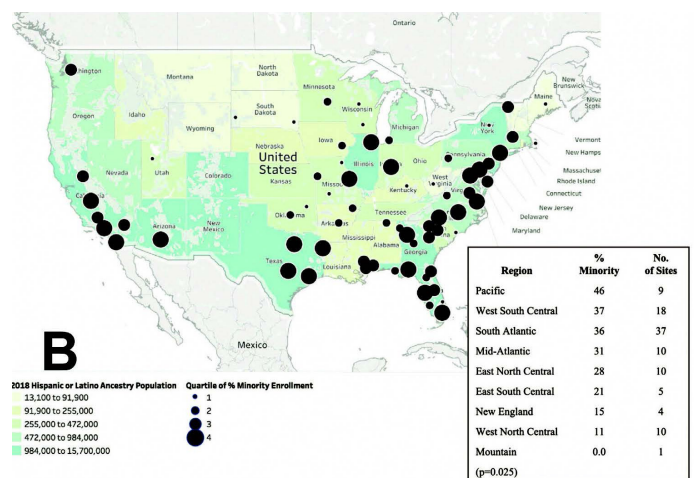 Ontario
Washington
Montana
North
Dakota
Minnesota
Maine
New
Brunswick
Nova
Oregon
Idaho
South
Dakota
Wisconsin
Michigan
New
York
Wyoming
Iowa
Nebraska
Vermont
New Hamps
Nevada
Utah
Colorado
United
States
Illinois
Ohio
Pennsylvania
Massachuse
Rhode Island
Connecticut
New Jersey
Delaware
Maryland
Kansas
Missou
West
Virginia
Kentucky
California
Arizona
New
Mexico
Oklahoma
Tennessee
Mississippi
Alabama
Georgia
Texas
Louisiana
Mexico
B
Region % Minority No. of Sites
Pacific 46 9
West South Central 37 18
South Atlantic 36 37
Mid-Atlantic 31 10
East North Central 28 10
East South Central 21 5
New England 15 4
West North Central 11 10
Mountain 0.0 1
(p=0.025)
2018 Hispanic or Latino Ancestry Population
13,100 to 91,900
91,900 to 255,000
255,000 to 472,000
472,000 to 984,000
984,000 to 15,700,000
Quartile of % Minority Enrollment
1
2
3
4